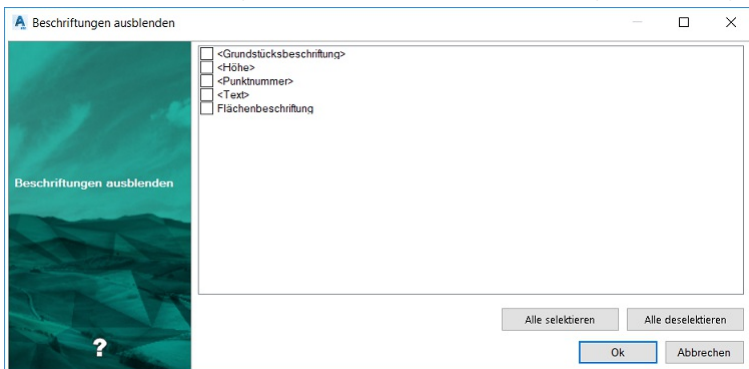 Beschriftungen ausblenden
<Grundstücksbeschriftung>
<Höhe>
<Punktnummer>
<Text>
Flächenbeschriftung
Beschriftungen ausblenden
Alle selektieren
Alle deselektieren
?
Ok
Abbrechen